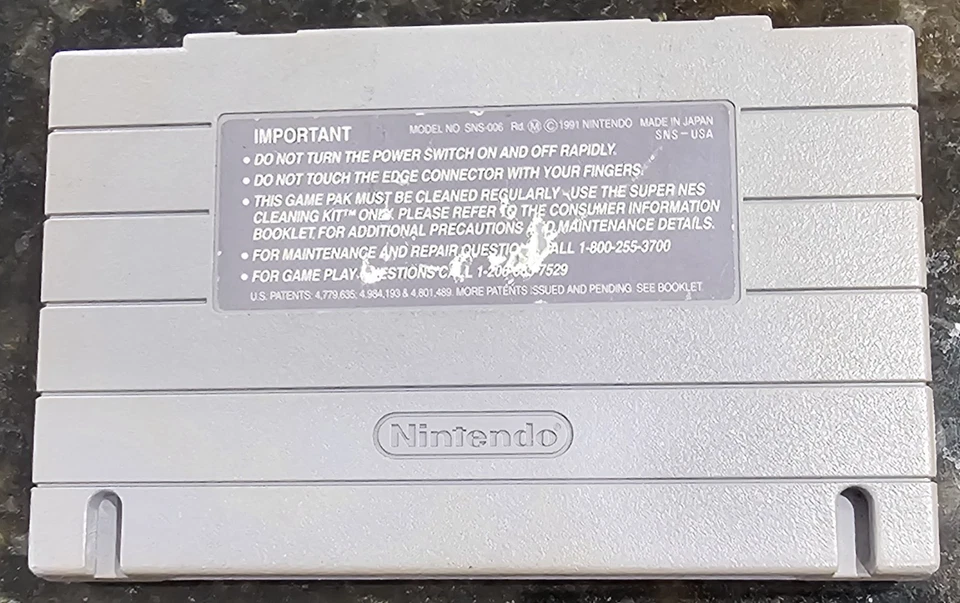 IMPORTANT
MODEL NO SNS-006 Rd. Ⓜ Ⓒ 1991 NINTENDO MADE IN JAPAN
SNS-USA
• DO NOT TURN THE POWER SWITCH ON AND OFF RAPIDLY.
• DO NOT TOUCH THE EDGE CONNECTOR WITH YOUR FINGERS.
• THIS GAME PAK MUST BE CLEANED REGULARLY - USE THE SUPER NES
CLEANING KIT™ ONLY. PLEASE REFER TO THE CONSUMER INFORMATION
BOOKLET FOR ADDITIONAL PRECAUTIONS AND MAINTENANCE DETAILS.
• FOR MAINTENANCE AND REPAIR QUESTIONS CALL 1-800-255-3700
• FOR GAME PLAY QUESTIONS CALL
U.S. PATENTS: 4,779,635; 4,984,193 & 4,801,489. MORE PATENTS ISSUED AND PENDING. SEE BOOKLET
Nintendo®